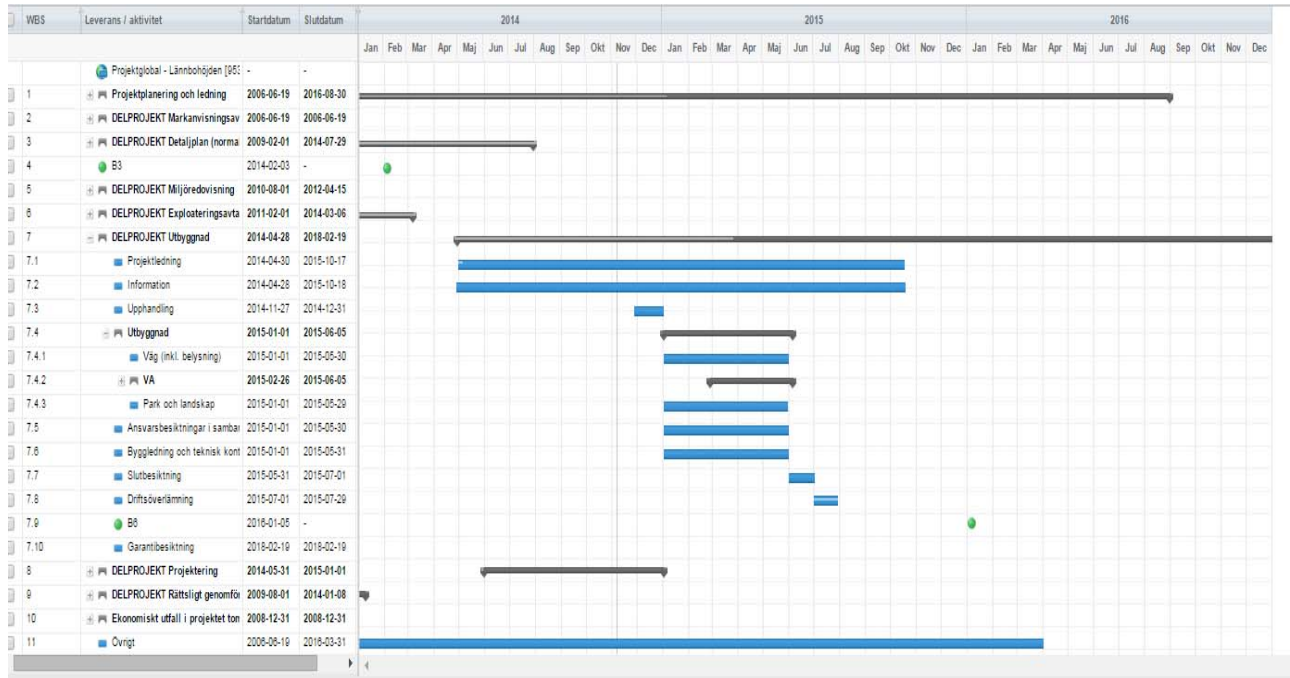 WBS Leverans / aktivitet Startdatum Slutdatum 2014 2015 2016
Jan Feb Mar Apr Maj Jun Jul Aug Sep Okt Nov Dec Jan Feb Mar Apr Maj Jun Jul Aug Sep Okt Nov Dec Jan Feb Mar Apr Maj Jun Jul Aug Sep Okt Nov Dec
Projektglobal - Lännbohöjden [953 - -
1 Projektplanering och ledning 2006-06-19 2016-08-30
2 DELPROJEKT Markanvisningsav 2006-06-19 2006-06-19
3 DELPROJEKT Detaljplan (norma 2009-02-01 2014-07-29
4 B3 2014-02-03 -
5 DELPROJEKT Miljöredovisning 2010-08-01 2012-04-15
6 DELPROJEKT Exploateringsavta 2011-02-01 2014-03-06
7 DELPROJEKT Utbyggnad 2014-04-28 2018-02-19
7.1 Projektledning 2014-04-30 2015-10-17
7.2 Information 2014-04-28 2015-10-18
7.3 Upphandling 2014-11-27 2014-12-31
7.4 Utbyggnad 2015-01-01 2015-06-05
7.4.1 Väg (inkl. belysning) 2015-01-01 2015-05-30
7.4.2 VA 2015-02-26 2015-06-05
7.4.3 Park och landskap 2015-01-01 2015-05-29
7.5 Ansvarsbesiktningar i samban 2015-01-01 2015-05-30
7.6 Byggledning och teknisk kont 2015-01-01 2015-05-31
7.7 Slutbesiktning 2015-05-31 2015-07-01
7.8 Driftsöverlämning 2015-07-01 2015-07-29
7.9 B6 2016-01-05 -
7.10 Garantibesiktning 2018-02-19 2018-02-19
8 DELPROJEKT Projektering 2014-05-31 2015-01-01
9 DELPROJEKT Rättsligt genomför 2009-08-01 2014-01-08
10 Ekonomiskt utfall i projektet tom 2008-12-31 2008-12-31
11 Övrigt 2006-06-19 2016-03-31